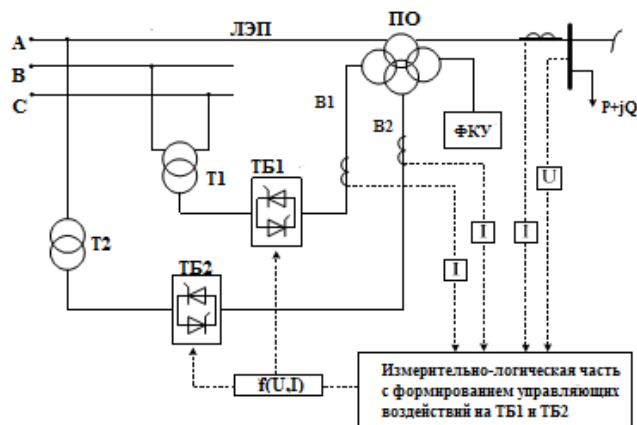 ЛЭП
ПО
A
B
C
B1
B2
ФКУ
P+jQ
T1
ТБ1
U
T2
I
I
I
ТБ2
f(U,I)
Измерительно-логическая часть
с формированием управляющих
воздействий на ТБ1 и ТБ2